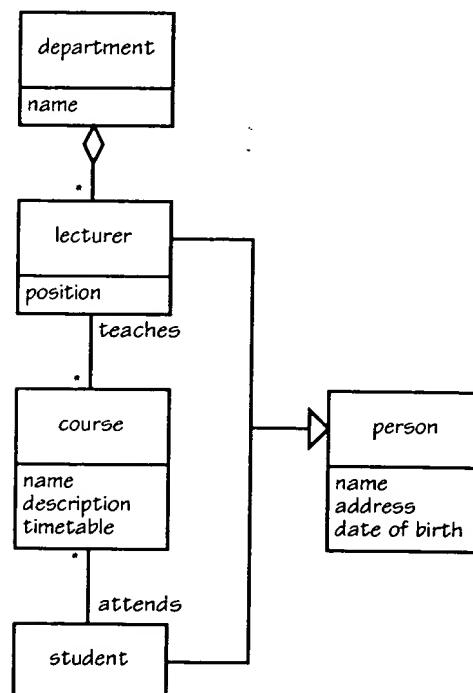 department
name
*
lecturer
position
teaches
*
course
name
description
timetable
*
attends
student
person
name
address
date of birth